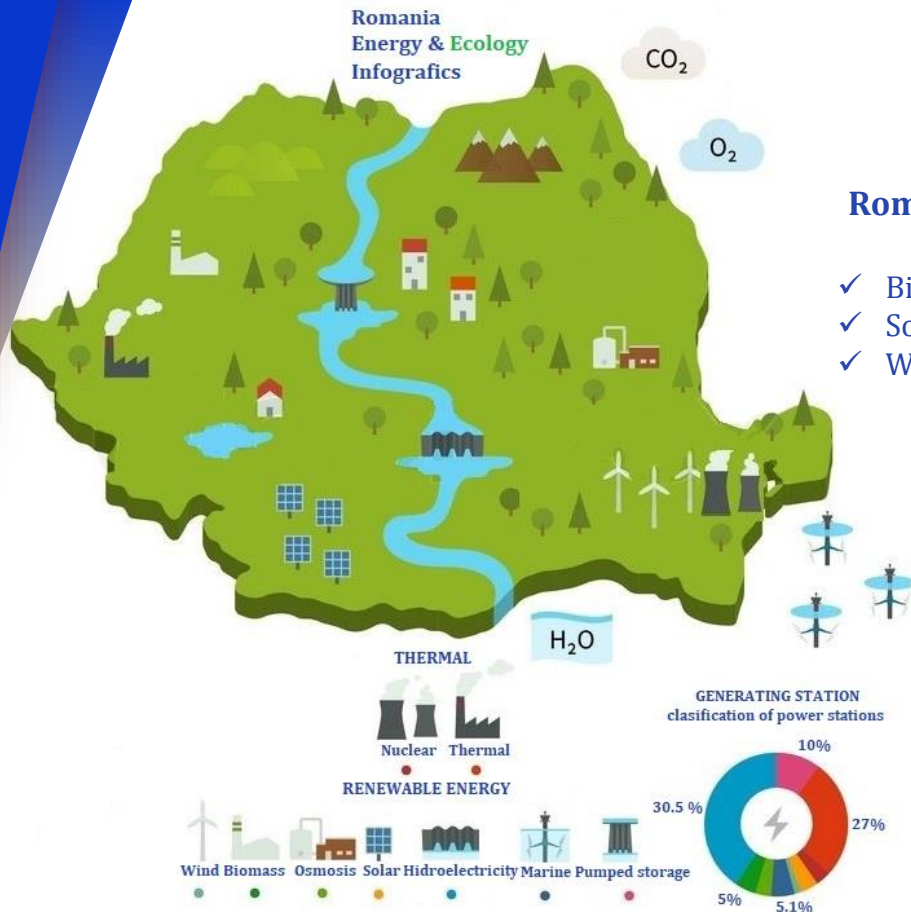 Romania
Energy & Ecology
Infografics
CO₂
O₂
H₂O
THERMAL
Nuclear Thermal
RENEWABLE ENERGY
Wind Biomass Osmosis Solar Hidroelectricity Marine Pumped storage
GENERATING STATION
clasification of power stations
10%
30.5 %
27%
5%
5.1%